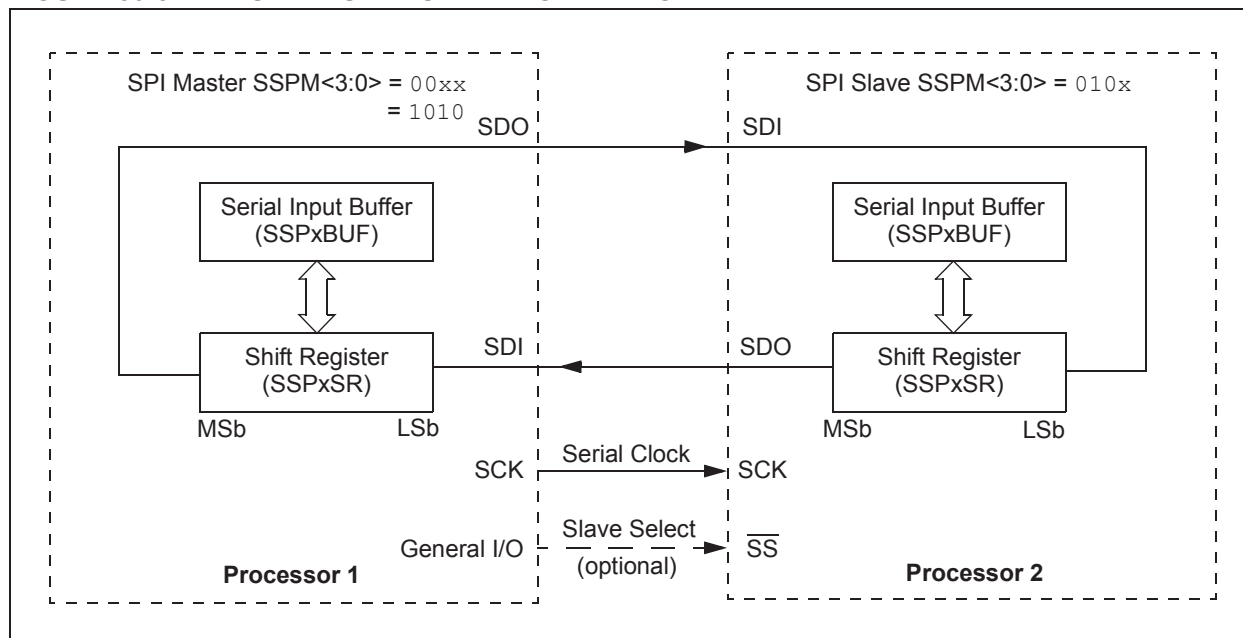 SPI Master SSPM<3:0> = 00xx
= 1010
SPI Slave SSPM<3:0> = 010x
SDO
SDI
Serial Input Buffer
(SSPxBUF)
Serial Input Buffer
(SSPxBUF)
Shift Register
(SSPxSR)
SDI
SDO
Shift Register
(SSPxSR)
MSb
LSb
MSb
LSb
SCK
Serial Clock
SCK
General I/O
Slave Select
(optional)
SS
Processor 1
Processor 2